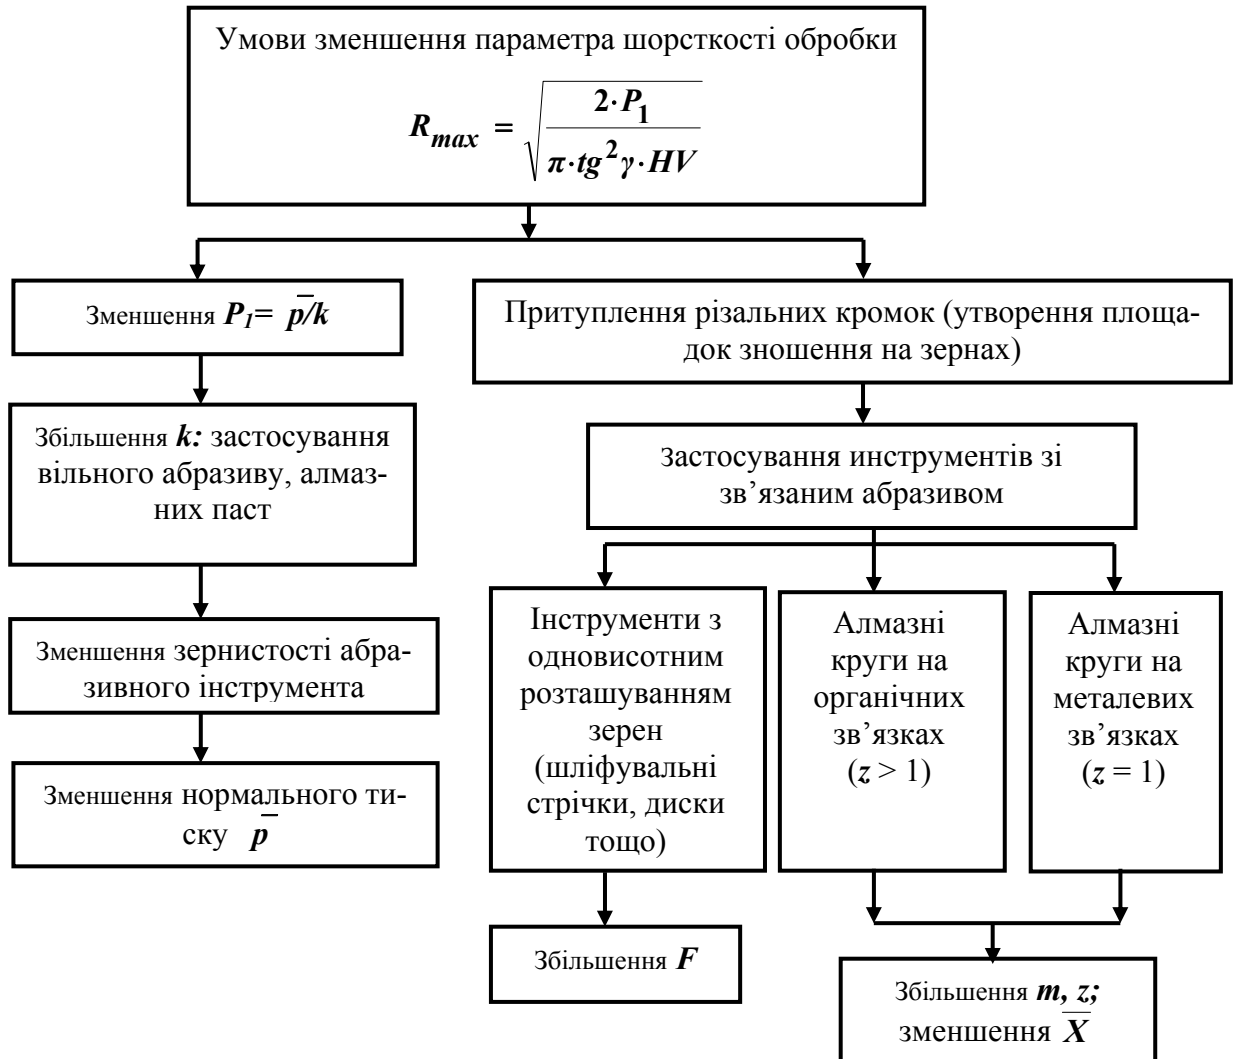 Умови зменшення параметра шорсткості обробки
R_max = √(2·P₁ / π·tg²γ·HV)
Зменшення P₁= p̅/k
Збільшення k: застосування
вільного абразиву, алмаз-
них паст
Зменшення зернистості абра-
зивного інструмента
Зменшення нормального ти-
ску p̅
Притуплення різальних кромок (утворення площа-
док зношення на зернах)
Застосування инструментів зі
зв’язаним абразивом
Інструменти з
одновисотним
розташуванням
зерен
(шліфувальні
стрічки, диски
тощо)
Збільшення F
Алмазні
круги на
органічних
зв’язках
(z > 1)
Алмазні
круги на
металевих
зв’язках
(z = 1)
Збільшення m, z;
зменшення X̅